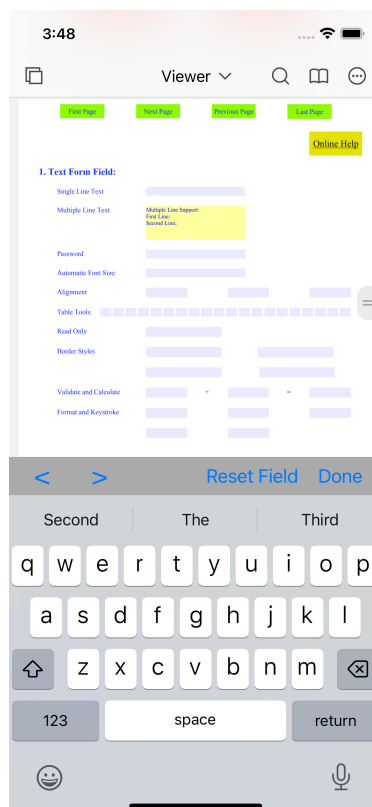 3:48
Viewer
First Page Next Page Previous Page Last Page
Online Help
1. Text Form Field:
Single Line Text
Multiple Line Text
Multiple Line Support:
First Line;
Second Line;
Password
Automatic Font Size:
Alignment
Table Tools:
Read Only
Border Styles
Validate and Calculate + =
Format and Keystroke
< > Reset Field Done
Second The Third
q w e r t y u i o p
a s d f g h j k l
z x c v b n m
123 space return